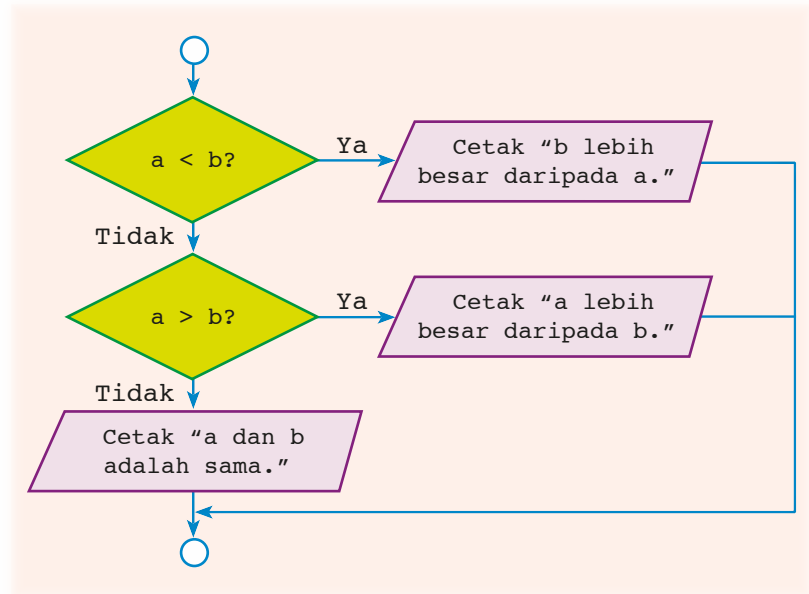 a < b?
Ya
Cetak “b lebih
besar daripada a.”
Tidak
a > b?
Ya
Cetak “a lebih
besar daripada b.”
Tidak
Cetak “a dan b
adalah sama.”